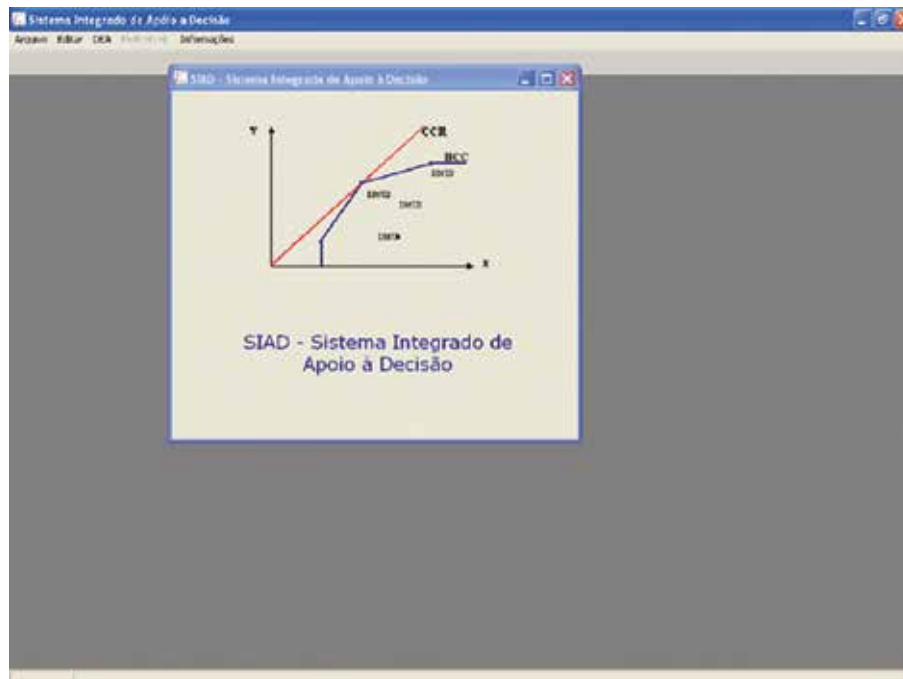 Sistema Integrado de Apoio a Decisão
Arquivo Editar DEA Informações
SIAD - Sistema Integrado de Apoio à Decisão
Y
CCR
BCC
X
SIAD - Sistema Integrado de
Apoio à Decisão